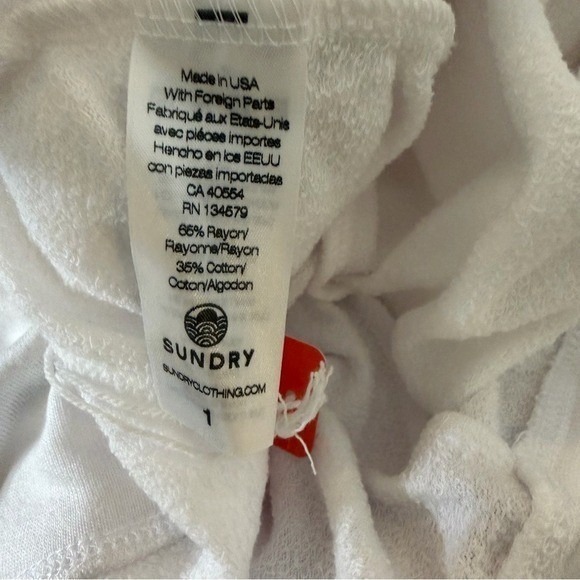 Made in USA
With Foreign Parts
Fabriqué aux Etats-Unis
avec piéces importes
Hencho en los EEUU
con piezas importadas
CA 40554
RN 134579
65% Rayon/
Rayonne/Rayon
35% Cotton/
Coton/Algodon
SUNDRY
SUNDRYCLOTHING.COM
1